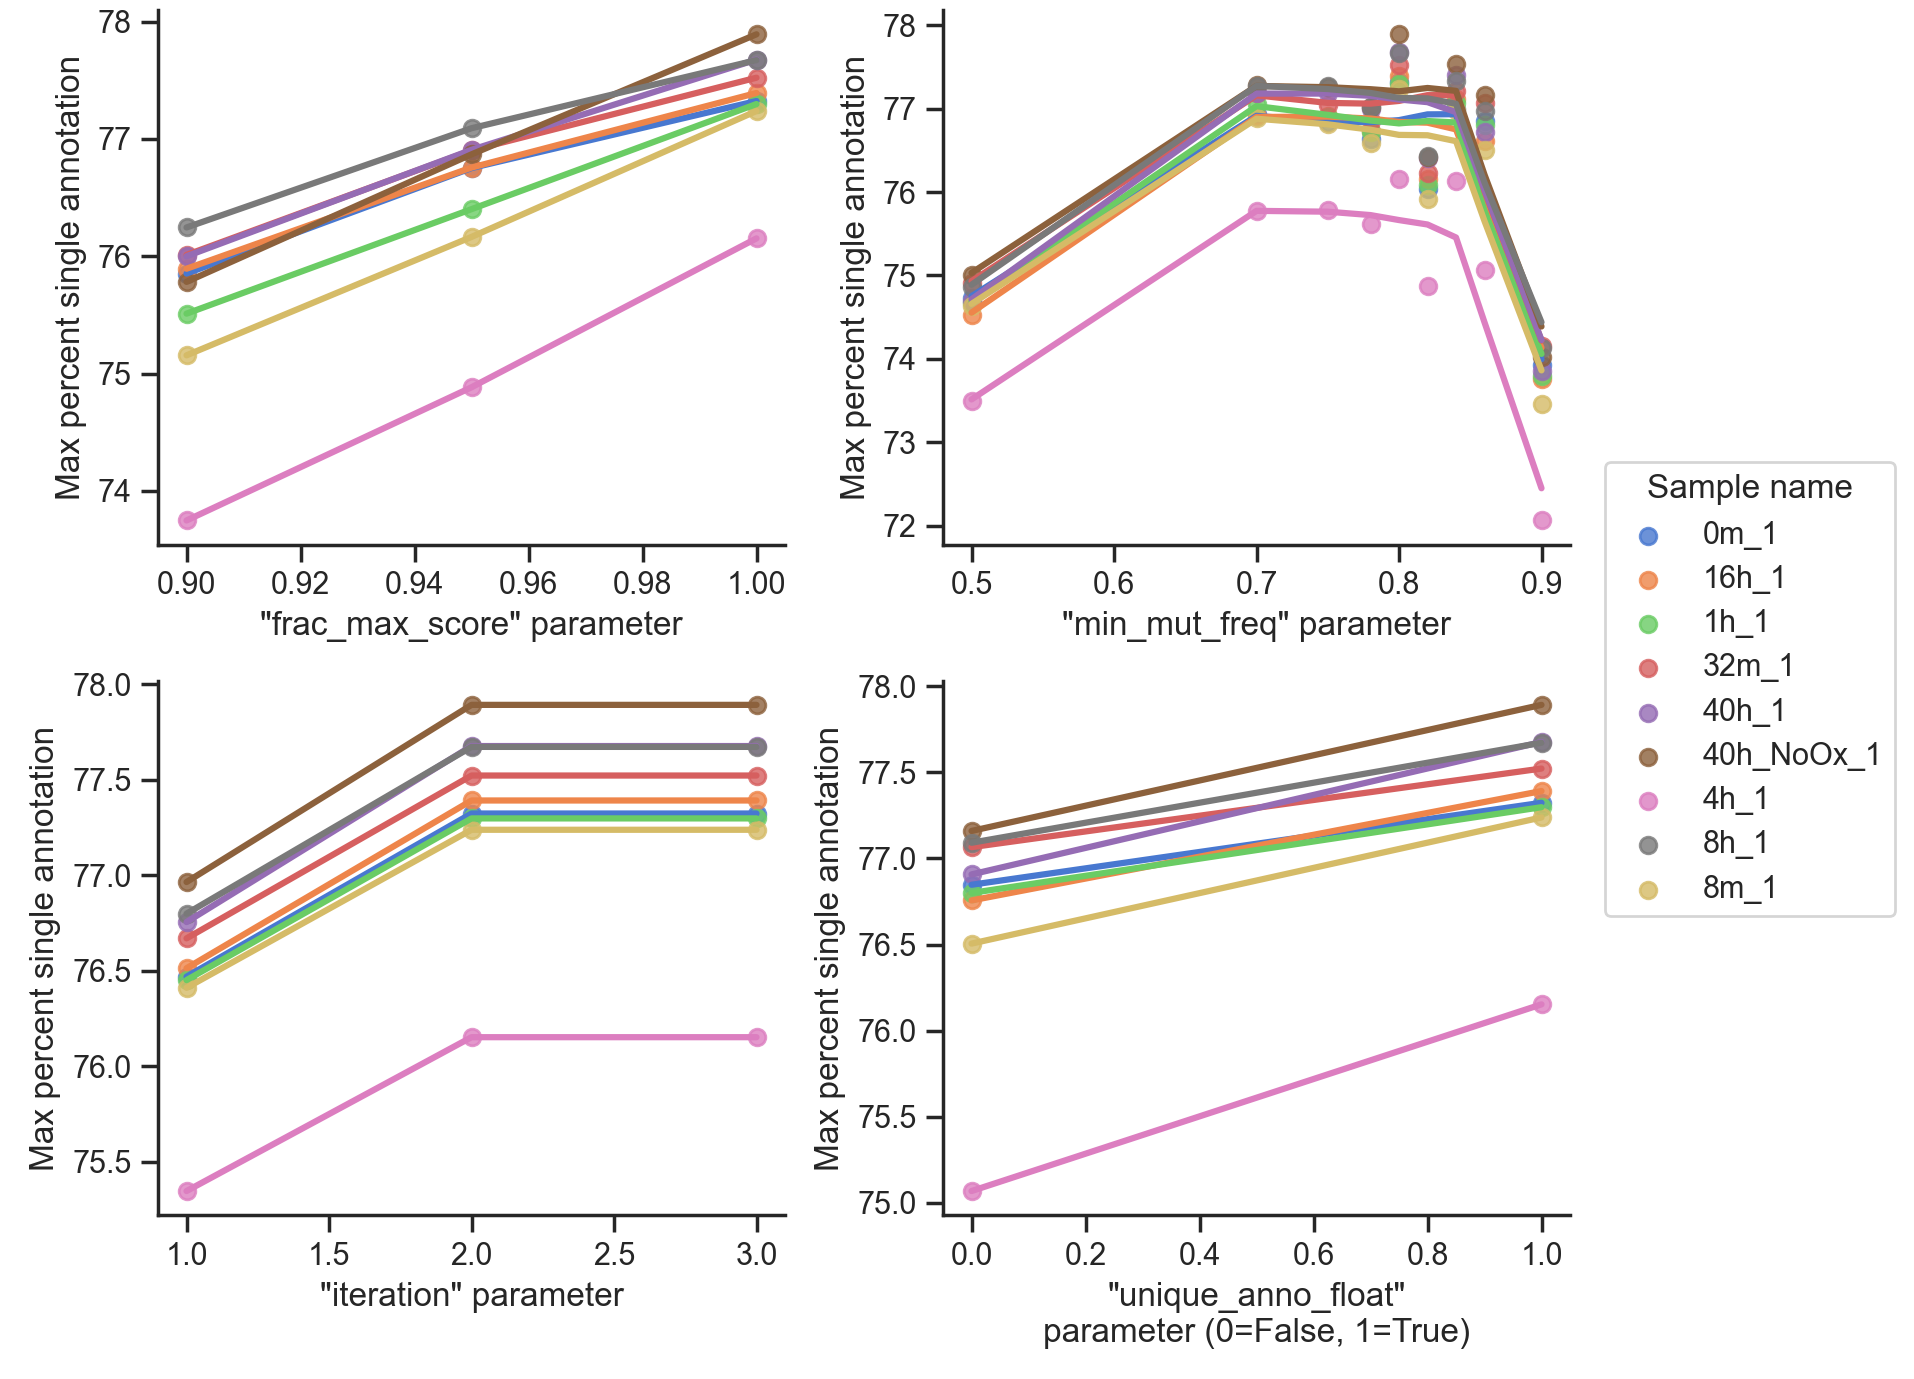 78
77
76
75
74
Max percent single annotation
0.90 0.92 0.94 0.96 0.98 1.00
"frac_max_score" parameter
78
77
76
75
74
73
72
Max percent single annotation
0.5 0.6 0.7 0.8 0.9
"min_mut_freq" parameter
78.0
77.5
77.0
76.5
76.0
75.5
Max percent single annotation
1.0 1.5 2.0 2.5 3.0
"iteration" parameter
78.0
77.5
77.0
76.5
76.0
75.5
75.0
Max percent single annotation
0.0 0.2 0.4 0.6 0.8 1.0
"unique_anno_float"
parameter (0=False, 1=True)
Sample name
0m_1
16h_1
1h_1
32m_1
40h_1
40h_NoOx_1
4h_1
8h_1
8m_1